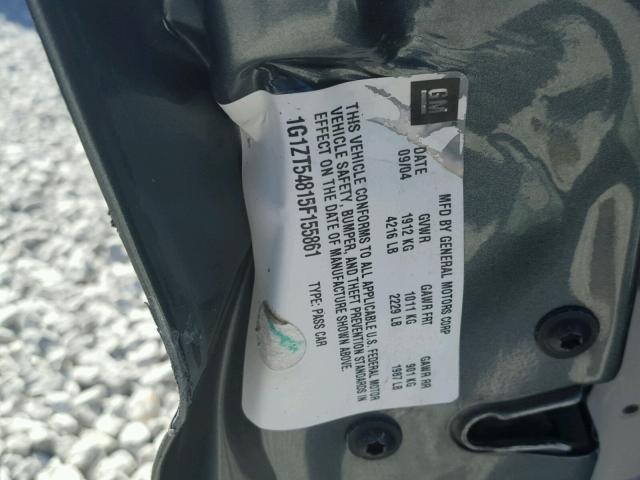 GM
MFD BY GENERAL MOTORS CORP
DATE GVWR GAWR FRT GAWR RR
09/04 1912 KG 1011 KG 901 KG
4216 LB 2229 LB 1987 LB
THIS VEHICLE CONFORMS TO ALL APPLICABLE U.S. FEDERAL MOTOR
VEHICLE SAFETY, BUMPER, AND THEFT PREVENTION STANDARDS IN
EFFECT ON THE DATE OF MANUFACTURE SHOWN ABOVE.
1G1ZT54815F155861 TYPE: PASS CAR